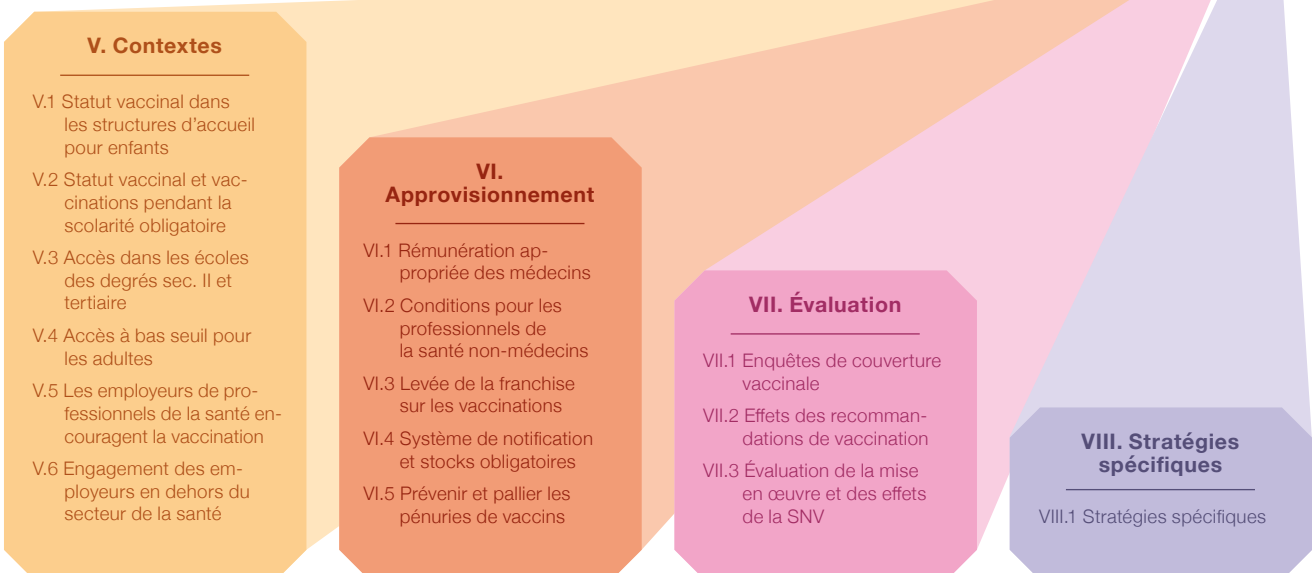 V. Contextes
V.1 Statut vaccinal dans
les structures d’accueil
pour enfants
V.2 Statut vaccinal et vac-
cinations pendant la
scolarité obligatoire
V.3 Accès dans les écoles
des degrés sec. II et
tertiaire
V.4 Accès à bas seuil pour
les adultes
V.5 Les employeurs de pro-
fessionnels de la santé en-
couragent la vaccination
V.6 Engagement des em-
ployeurs en dehors du
secteur de la santé
VI.
Approvisionnement
VI.1 Rémunération ap-
propriée des médecins
VI.2 Conditions pour les
professionnels de
la santé non-médecins
VI.3 Levée de la franchise
sur les vaccinations
VI.4 Système de notification
et stocks obligatoires
VI.5 Prévenir et pallier les
pénuries de vaccins
VII. Évaluation
VII.1 Enquêtes de couverture
vaccinale
VII.2 Effets des recomman-
dations de vaccination
VII.3 Évaluation de la mise
en œuvre et des effets
de la SNV
VIII. Stratégies
spécifiques
VIII.1 Stratégies spécifiques